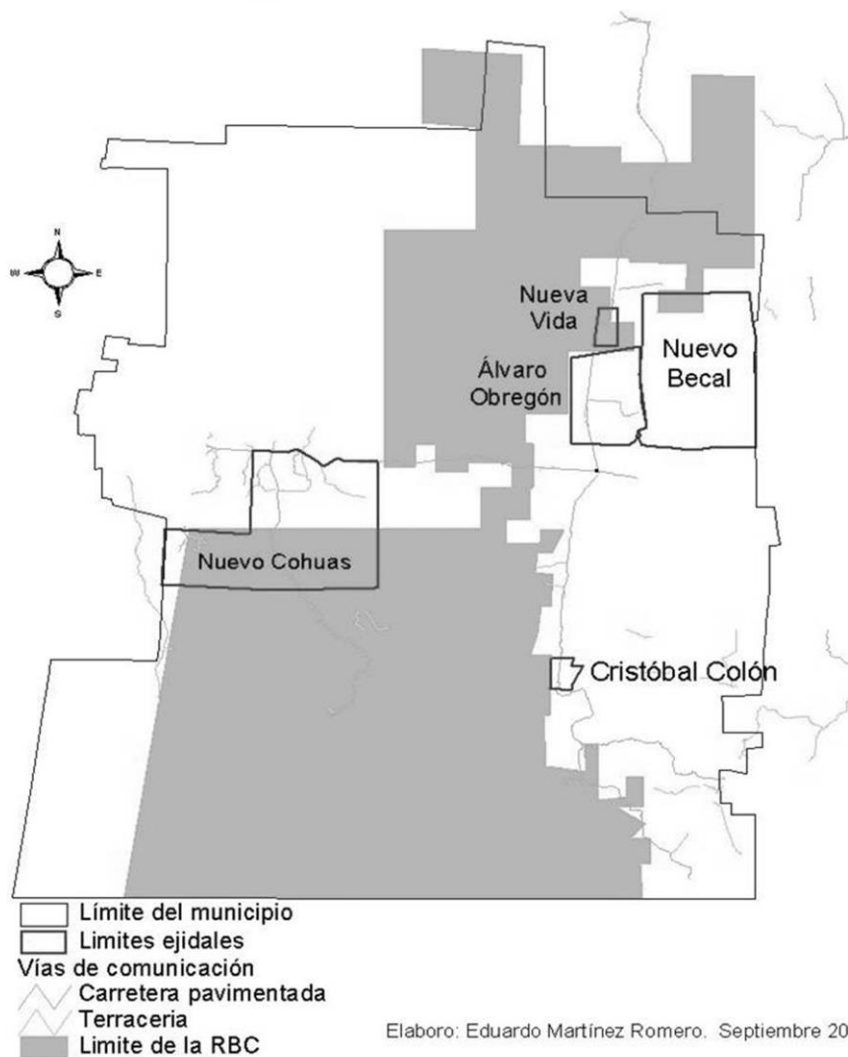 N
W E
S
Nueva
Vida
Álvaro
Obregón
Nuevo
Becal
Nuevo Cohuas
Cristóbal Colón
Límite del municipio
Limites ejidales
Vías de comunicación
Carretera pavimentada
Terraceria
Limite de la RBC
Elaboro: Eduardo Martínez Romero. Septiembre 20